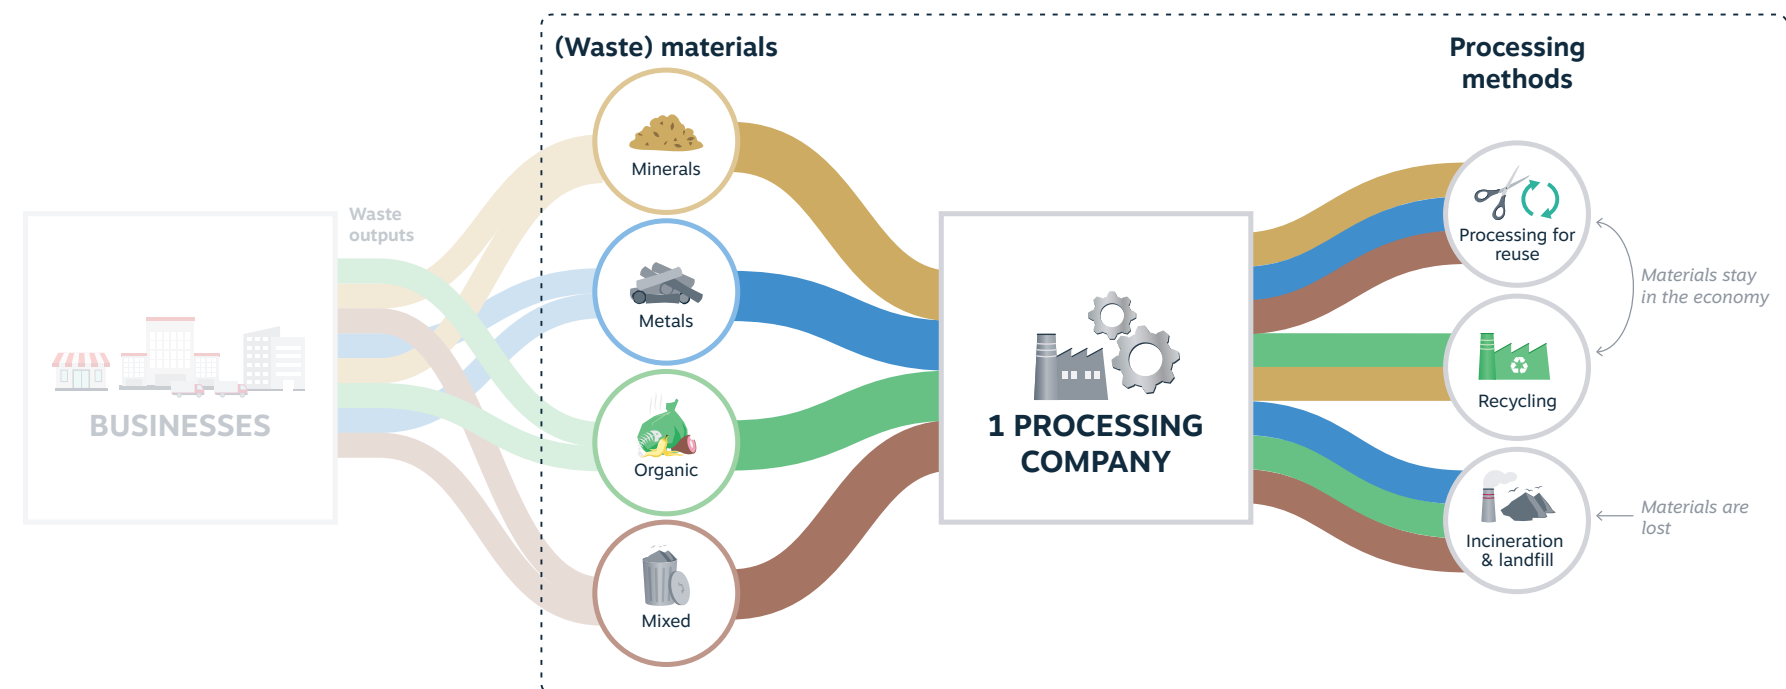 (Waste) materials
Processing
methods
Waste
outputs
BUSINESSES
Minerals
Metals
Organic
Mixed
1 PROCESSING
COMPANY
Processing for
reuse
Recycling
Incineration
& landfill
Materials stay
in the economy
Materials are
lost